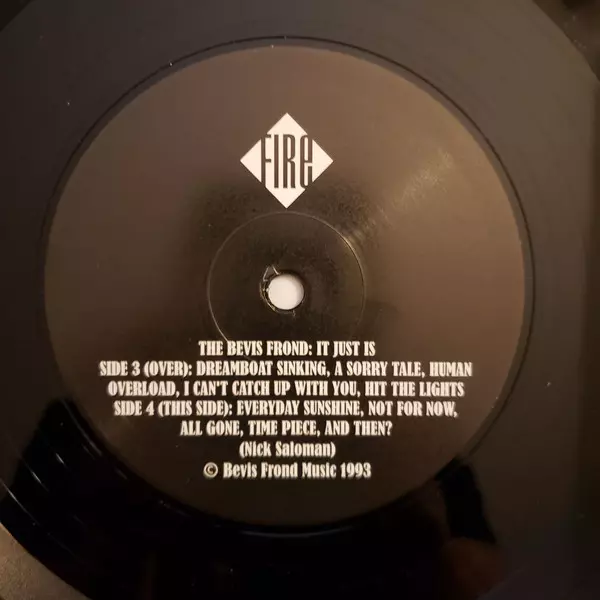 FIRe
THE BEVIS FROND: IT JUST IS
SIDE 3 (OVER): DREAMBOAT SINKING, A SORRY TALE, HUMAN
OVERLOAD, I CAN'T CATCH UP WITH YOU, HIT THE LIGHTS
SIDE 4 (THIS SIDE): EVERYDAY SUNSHINE, NOT FOR NOW,
ALL GONE, TIME PIECE, AND THEN?
(Nick Saloman)
© Bevis Frond Music 1993